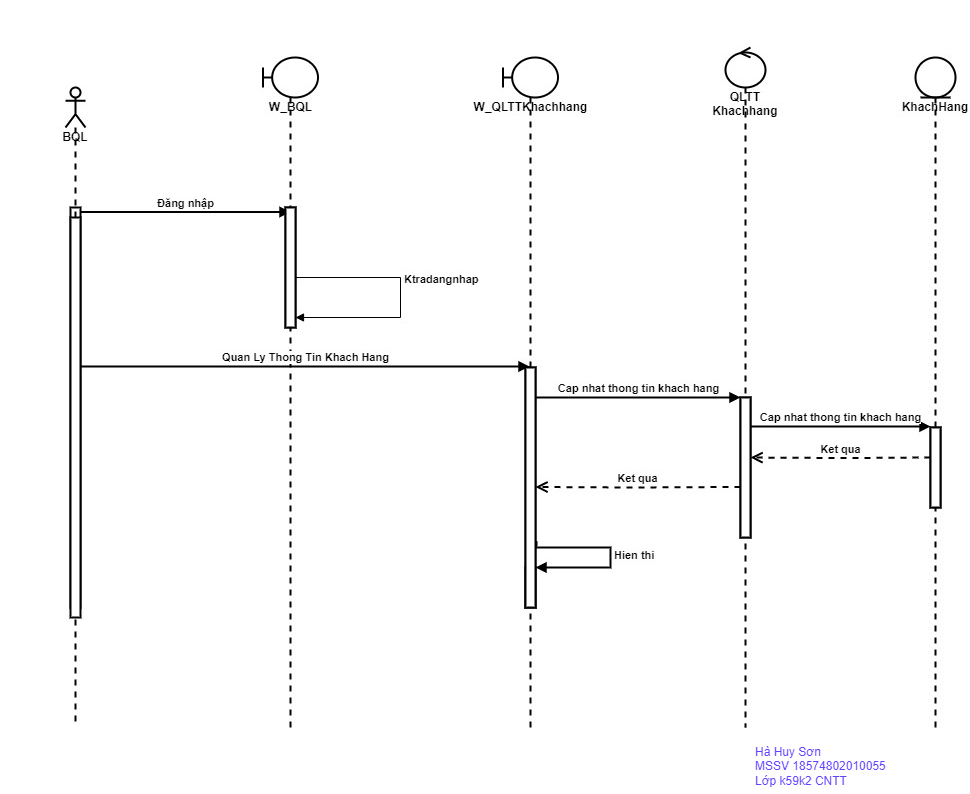 BQL
W_BQL
W_QLTTKhachhang
QLTT
Khachhang
KhachHang
Đăng nhập
Ktradangnhap
Quan Ly Thong Tin Khach Hang
Cap nhat thong tin khach hang
Cap nhat thong tin khach hang
Ket qua
Ket qua
Hien thi
Hà Huy Sơn
MSSV 18574802010055
Lớp k59k2 CNTT